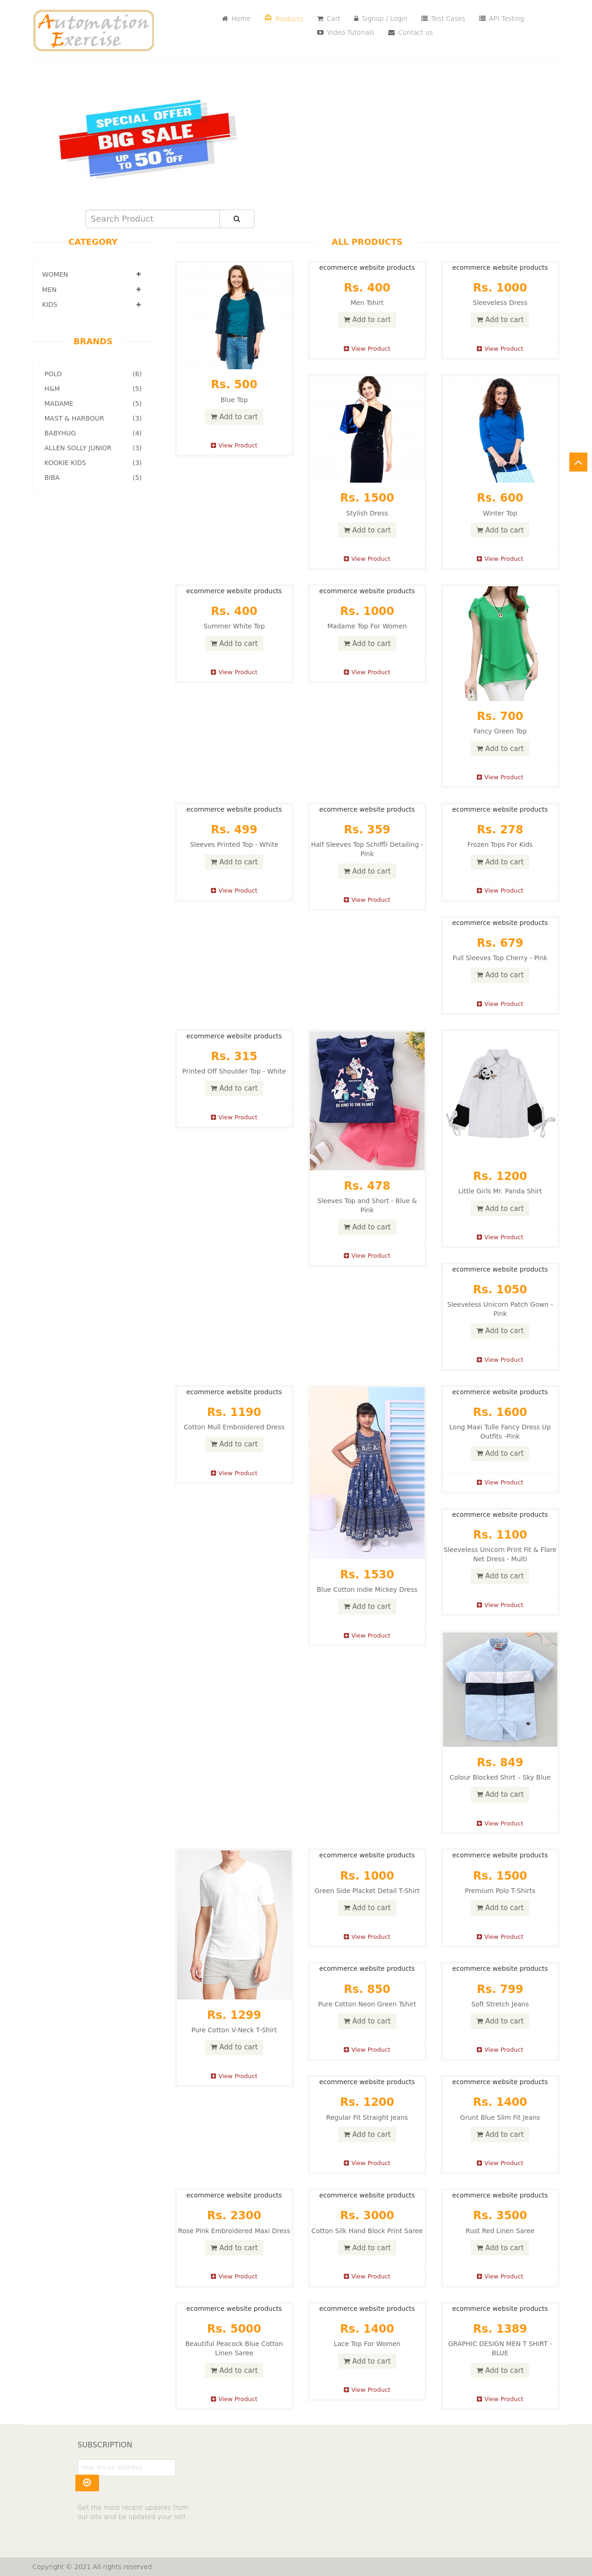 Automation
Exercise
Home
Products
Cart
Signup / Login
Test Cases
API Testing
Video Tutorials
Contact us
SPECIAL OFFER
BIG SALE
UP TO 50% OFF
Search Product
CATEGORY
WOMEN
MEN
KIDS
BRANDS
POLO (6)
H&M (5)
MADAME (5)
MAST & HARBOUR (3)
BABYHUG (4)
ALLEN SOLLY JUNIOR (3)
KOOKIE KIDS (3)
BIBA (5)
ALL PRODUCTS
Rs. 500
Blue Top
Add to cart
View Product
ecommerce website products
Rs. 400
Men Tshirt
Add to cart
View Product
ecommerce website products
Rs. 1000
Sleeveless Dress
Add to cart
View Product
Rs. 1500
Stylish Dress
Add to cart
View Product
Rs. 600
Winter Top
Add to cart
View Product
ecommerce website products
Rs. 400
Summer White Top
Add to cart
View Product
ecommerce website products
Rs. 1000
Madame Top For Women
Add to cart
View Product
Rs. 700
Fancy Green Top
Add to cart
View Product
ecommerce website products
Rs. 499
Sleeves Printed Top - White
Add to cart
View Product
ecommerce website products
Rs. 359
Half Sleeves Top Schiffli Detailing -
Pink
Add to cart
View Product
ecommerce website products
Rs. 278
Frozen Tops For Kids
Add to cart
View Product
ecommerce website products
Rs. 679
Full Sleeves Top Cherry - Pink
Add to cart
View Product
ecommerce website products
Rs. 315
Printed Off Shoulder Top - White
Add to cart
View Product
BE KIND TO THE PLANET
Rs. 478
Sleeves Top and Short - Blue &
Pink
Add to cart
View Product
Rs. 1200
Little Girls Mr. Panda Shirt
Add to cart
View Product
ecommerce website products
Rs. 1050
Sleeveless Unicorn Patch Gown -
Pink
Add to cart
View Product
ecommerce website products
Rs. 1190
Cotton Mull Embroidered Dress
Add to cart
View Product
Rs. 1530
Blue Cotton Indie Mickey Dress
Add to cart
View Product
ecommerce website products
Rs. 1600
Long Maxi Tulle Fancy Dress Up
Outfits -Pink
Add to cart
View Product
ecommerce website products
Rs. 1100
Sleeveless Unicorn Print Fit & Flare
Net Dress - Multi
Add to cart
View Product
Rs. 849
Colour Blocked Shirt – Sky Blue
Add to cart
View Product
Rs. 1299
Pure Cotton V-Neck T-Shirt
Add to cart
View Product
ecommerce website products
Rs. 1000
Green Side Placket Detail T-Shirt
Add to cart
View Product
ecommerce website products
Rs. 1500
Premium Polo T-Shirts
Add to cart
View Product
ecommerce website products
Rs. 850
Pure Cotton Neon Green Tshirt
Add to cart
View Product
ecommerce website products
Rs. 799
Soft Stretch Jeans
Add to cart
View Product
ecommerce website products
Rs. 1200
Regular Fit Straight Jeans
Add to cart
View Product
ecommerce website products
Rs. 1400
Grunt Blue Slim Fit Jeans
Add to cart
View Product
ecommerce website products
Rs. 2300
Rose Pink Embroidered Maxi Dress
Add to cart
View Product
ecommerce website products
Rs. 3000
Cotton Silk Hand Block Print Saree
Add to cart
View Product
ecommerce website products
Rs. 3500
Rust Red Linen Saree
Add to cart
View Product
ecommerce website products
Rs. 5000
Beautiful Peacock Blue Cotton
Linen Saree
Add to cart
View Product
ecommerce website products
Rs. 1400
Lace Top For Women
Add to cart
View Product
ecommerce website products
Rs. 1389
GRAPHIC DESIGN MEN T SHIRT -
BLUE
Add to cart
View Product
SUBSCRIPTION
Your email address
Get the most recent updates from
our site and be updated your self...
Copyright © 2021 All rights reserved